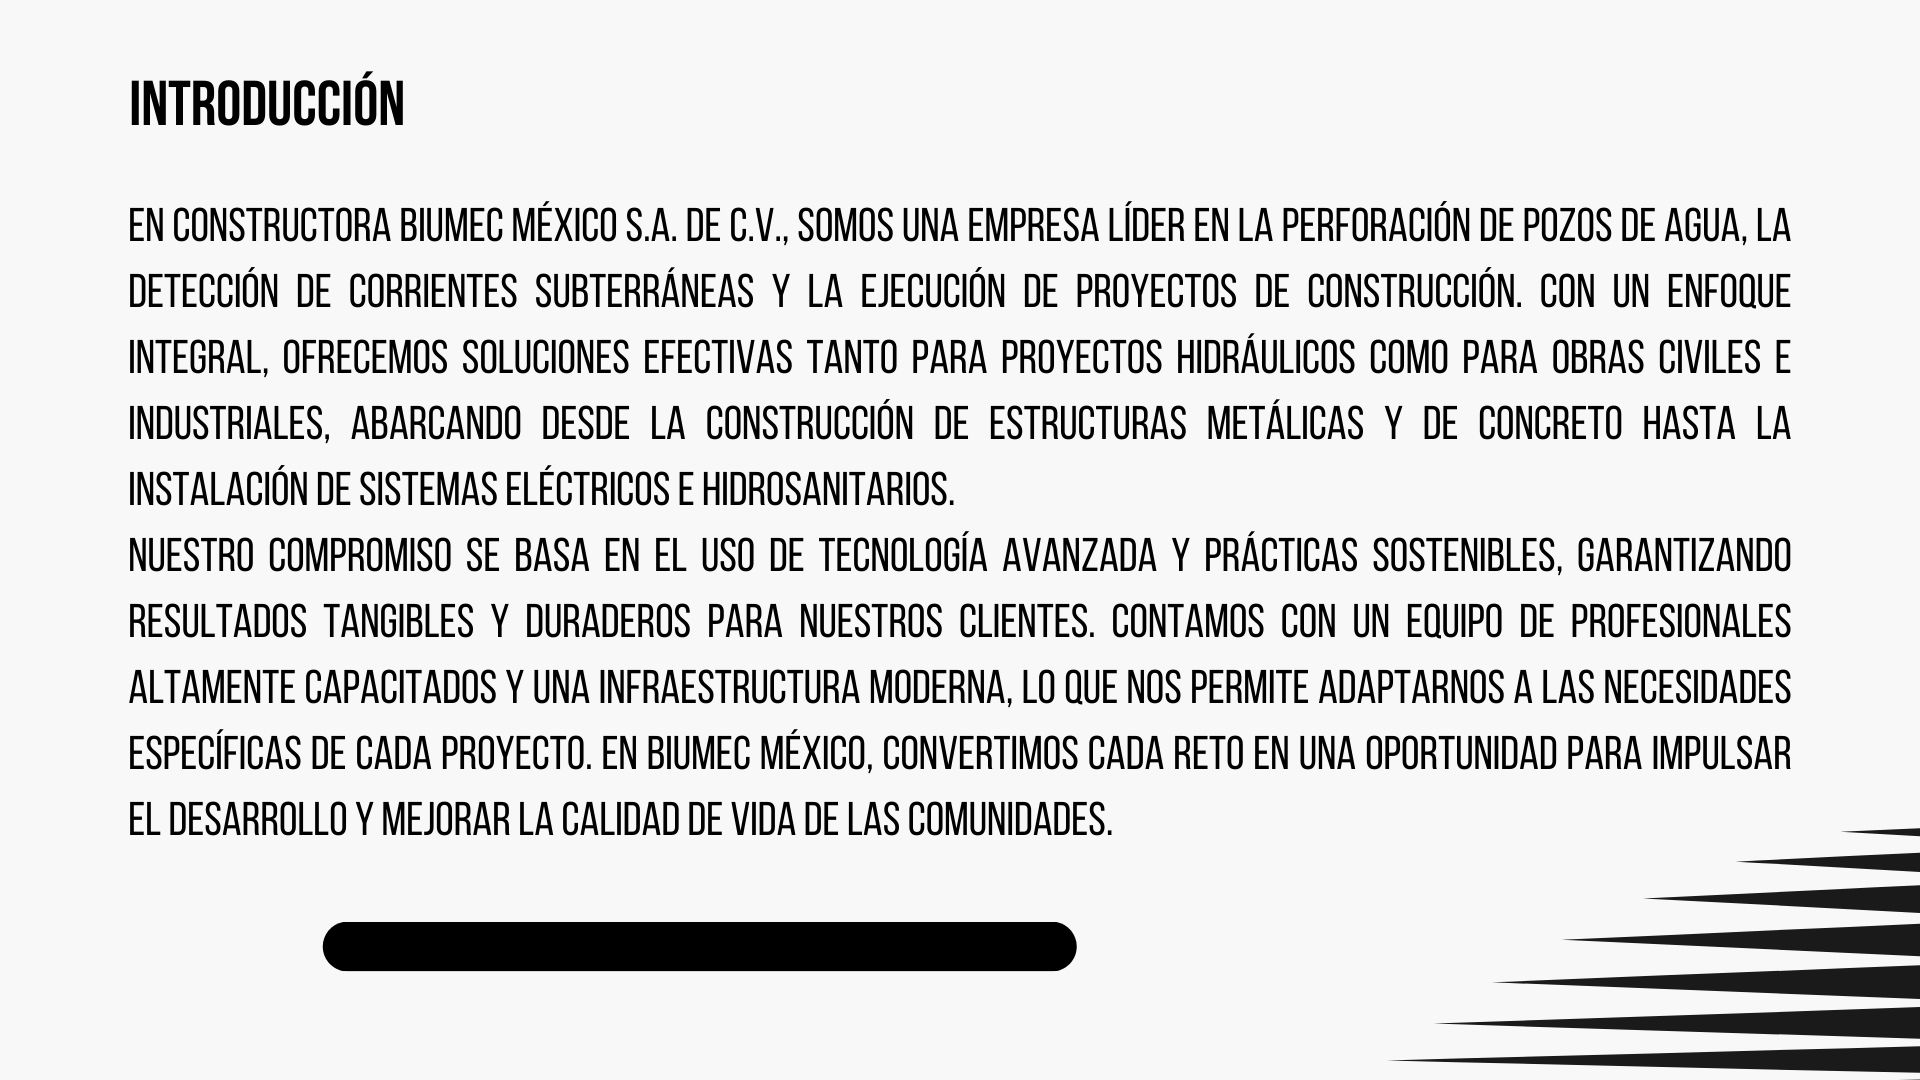 INTRODUCCIÓN
EN CONSTRUCTORA BIUMEC MÉXICO S.A. DE C.V., SOMOS UNA EMPRESA LÍDER EN LA PERFORACIÓN DE POZOS DE AGUA, LA
DETECCIÓN DE CORRIENTES SUBTERRÁNEAS Y LA EJECUCIÓN DE PROYECTOS DE CONSTRUCCIÓN. CON UN ENFOQUE
INTEGRAL, OFRECEMOS SOLUCIONES EFECTIVAS TANTO PARA PROYECTOS HIDRÁULICOS COMO PARA OBRAS CIVILES E
INDUSTRIALES, ABARCANDO DESDE LA CONSTRUCCIÓN DE ESTRUCTURAS METÁLICAS Y DE CONCRETO HASTA LA
INSTALACIÓN DE SISTEMAS ELÉCTRICOS E HIDROSANITARIOS.
NUESTRO COMPROMISO SE BASA EN EL USO DE TECNOLOGÍA AVANZADA Y PRÁCTICAS SOSTENIBLES, GARANTIZANDO
RESULTADOS TANGIBLES Y DURADEROS PARA NUESTROS CLIENTES. CONTAMOS CON UN EQUIPO DE PROFESIONALES
ALTAMENTE CAPACITADOS Y UNA INFRAESTRUCTURA MODERNA, LO QUE NOS PERMITE ADAPTARNOS A LAS NECESIDADES
ESPECÍFICAS DE CADA PROYECTO. EN BIUMEC MÉXICO, CONVERTIMOS CADA RETO EN UNA OPORTUNIDAD PARA IMPULSAR
EL DESARROLLO Y MEJORAR LA CALIDAD DE VIDA DE LAS COMUNIDADES.